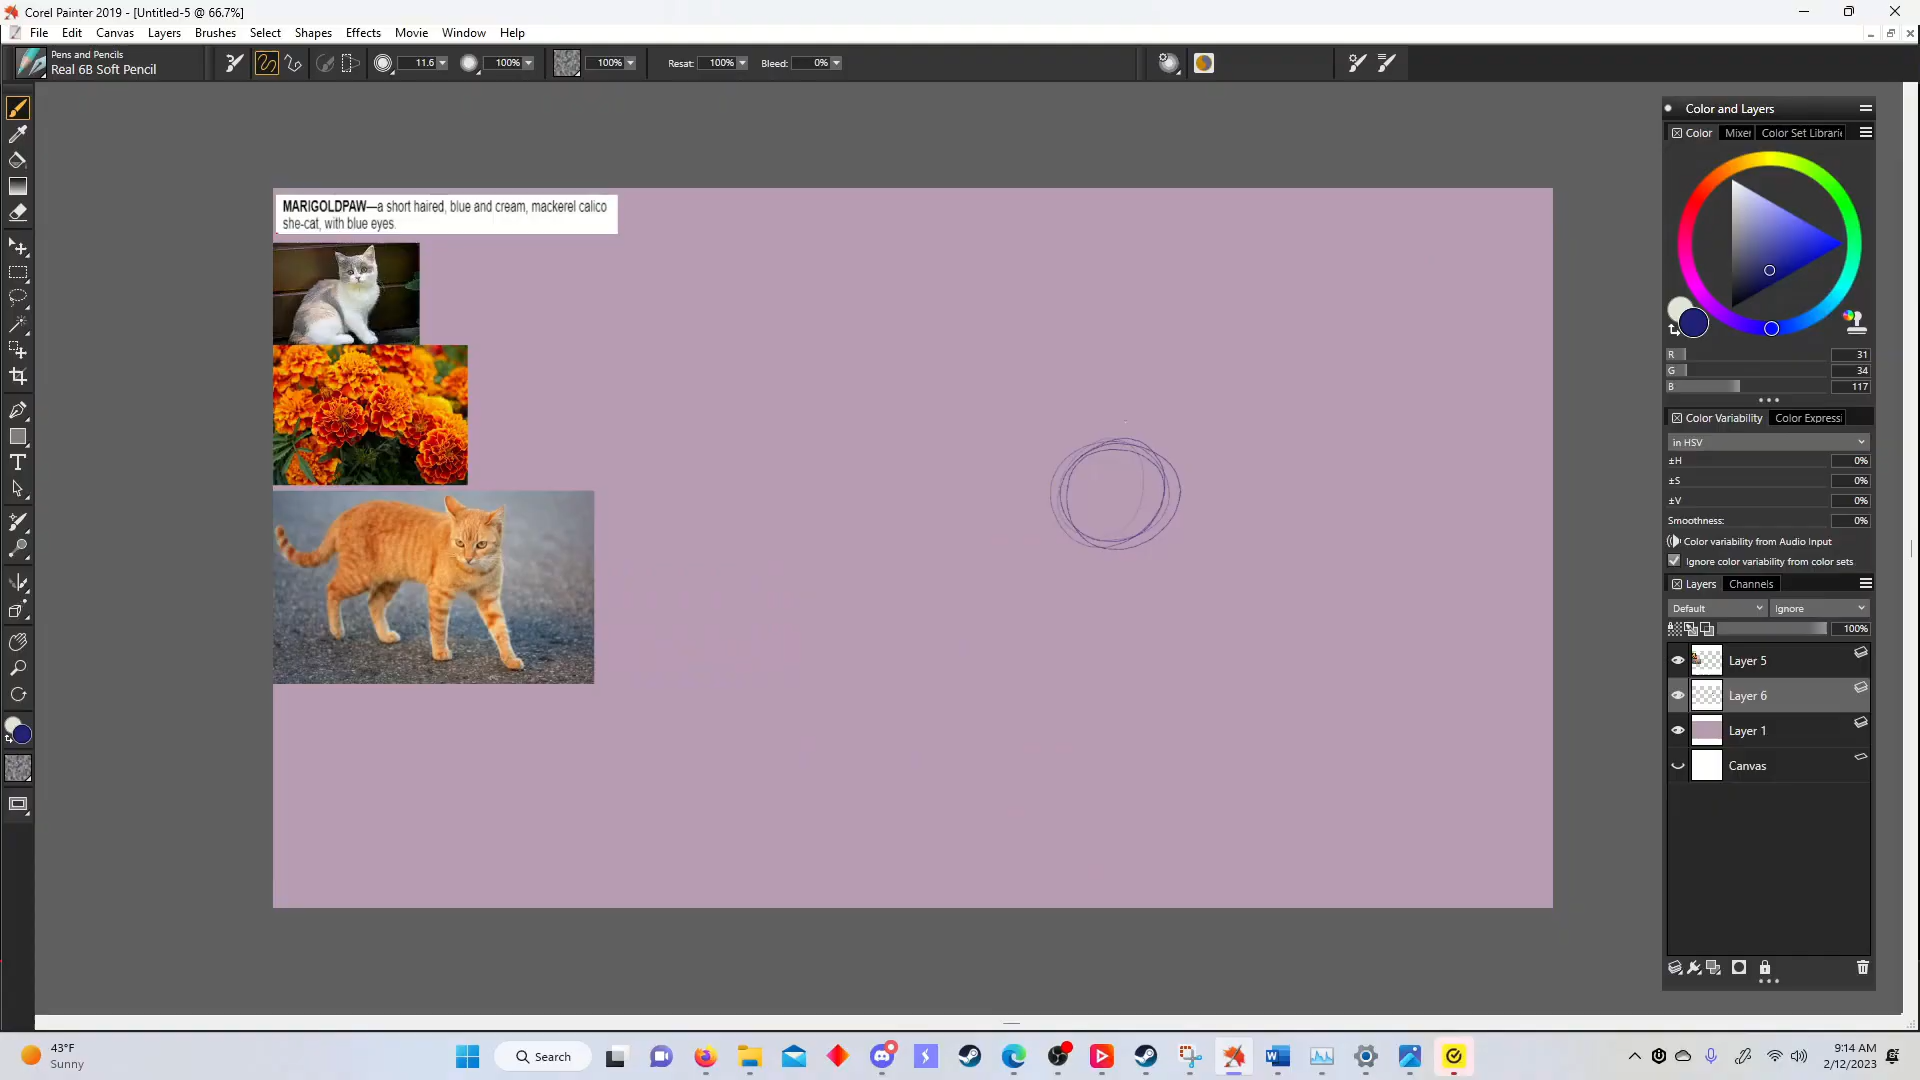 Corel Painter 2019 - [Untitled-5 @ 66.7%]
File Edit Canvas Layers Brushes Select Shapes Effects Movie Window Help
Pens and Pencils
Real 6B Soft Pencil
11.6 100% 100% Resat: 100% Bleed: 0%
MARIGOLDPAW—a short haired, blue and cream, mackerel calico
she-cat, with blue eyes.
Color and Layers
Color Mixer Color Set Librari
R 31
G 34
B 117
Color Variability Color Expressi
in HSV
±H 0%
±S 0%
±V 0%
Smoothness: 0%
Color variability from Audio Input
Ignore color variability from color sets
Layers Channels
Default Ignore
100%
Layer 5
Layer 6
Layer 1
Canvas
43°F
Sunny
Search
9:14 AM
2/12/2023